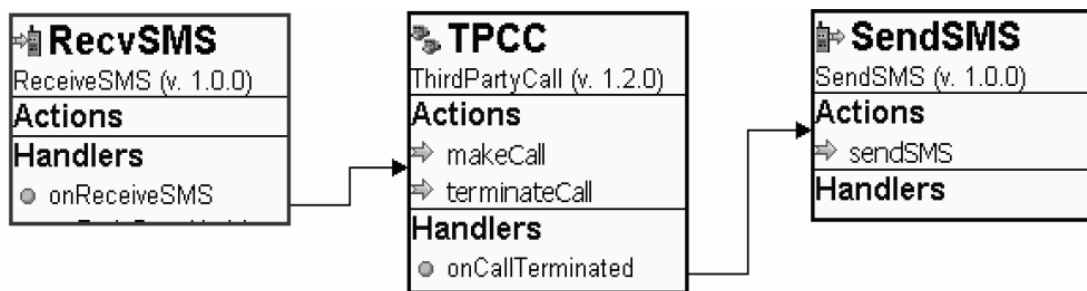 RecvSMS
ReceiveSMS (v. 1.0.0)
Actions
Handlers
onReceiveSMS
TPCC
ThirdPartyCall (v. 1.2.0)
Actions
makeCall
terminateCall
Handlers
onCallTerminated
SendSMS
SendSMS (v. 1.0.0)
Actions
sendSMS
Handlers